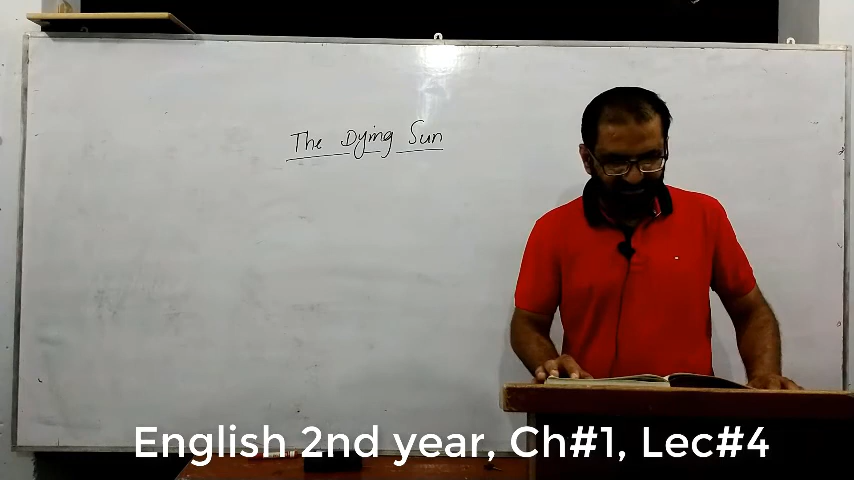 The Dying Sun
English 2nd year, Ch#1, Lec#4